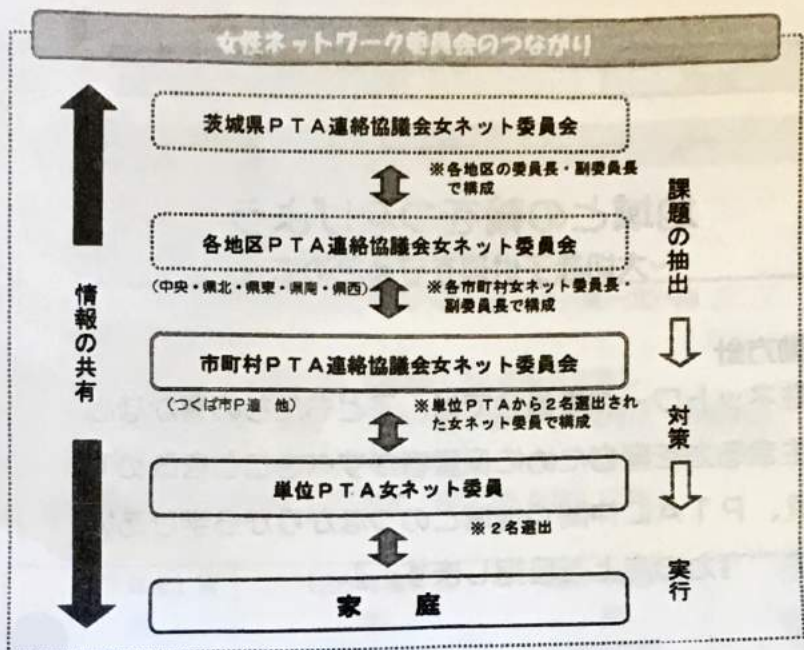 女性ネットワーク委員会のつながり
茨城県PTA連絡協議会女ネット委員会
※各地区の委員長・副委員長
で構成
各地区PTA連絡協議会女ネット委員会
(中央・県北・県東・県南・県西)
※各市町村女ネット委員長・
副委員長で構成
市町村PTA連絡協議会女ネット委員会
(つくば市P連 他)
※単位PTAから2名選出され
た女ネット委員で構成
単位PTA女ネット委員
※2名選出
家 庭
情報の共有
課題の抽出
対策
実行